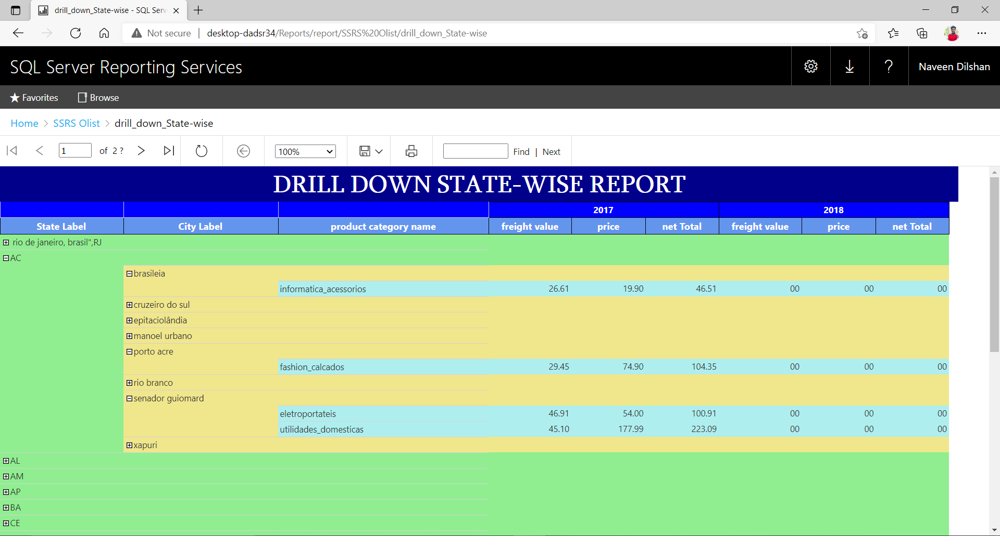 drill_down_State-wise - SQL Serv
Not secure | desktop-dadsr34/Reports/report/SSRS%20Olist/drill_down_State-wise
SQL Server Reporting Services
? Naveen Dilshan
Favorites Browse
Home > SSRS Olist > drill_down_State-wise
1 of 2 ? 100% Find | Next
DRILL DOWN STATE-WISE REPORT
2017 2018
State Label City Label product category name freight value price net Total freight value price net Total
rio de janeiro, brasil",RJ
AC
brasileia
informatica_acessorios 26.61 19.90 46.51 00 00 00
cruzeiro do sul
epitaciolândia
manoel urbano
porto acre
fashion_calcados 29.45 74.90 104.35 00 00 00
rio branco
senador guiomard
eletroportateis 46.91 54.00 100.91 00 00 00
utilidades_domesticas 45.10 177.99 223.09 00 00 00
xapuri
AL
AM
AP
BA
CE